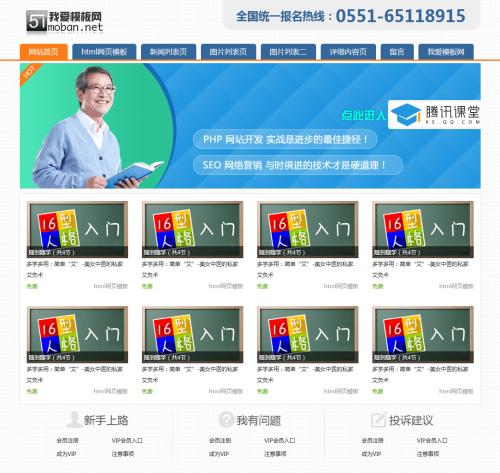 51 我爱模板网
moban.net
全国统一报名热线：0551-65118915
网站首页 html网页模板 新闻列表页 图片列表页 图片列表二 详细内容页 留言 我爱模板网
HOT
点此进入 腾讯课堂
KE.QQ.COM
PHP 网站开发 实战是进步的最佳捷径！
SEO 网络营销 与时俱进的技术才是硬道理！
16型人格 入门 16型人格 入门 16型人格 入门 16型人格 入门
随到随学（共4节） 随到随学（共4节） 随到随学（共4节） 随到随学（共4节）
多学多用：简单“艾”-美女中医的私家 多学多用：简单“艾”-美女中医的私家 多学多用：简单“艾”-美女中医的私家 多学多用：简单“艾”-美女中医的私家
艾灸术 艾灸术 艾灸术 艾灸术
免费 html网页模板 免费 html网页模板 免费 html网页模板 免费 html网页模板
16型人格 入门 16型人格 入门 16型人格 入门 16型人格 入门
随到随学（共4节） 随到随学（共4节） 随到随学（共4节） 随到随学（共4节）
多学多用：简单“艾”-美女中医的私家 多学多用：简单“艾”-美女中医的私家 多学多用：简单“艾”-美女中医的私家 多学多用：简单“艾”-美女中医的私家
艾灸术 艾灸术 艾灸术 艾灸术
免费 html网页模板 免费 html网页模板 免费 html网页模板 免费 html网页模板
新手上路 我有问题 投诉建议
会员注册 VIP会员入口 会员注册 VIP会员入口 会员注册 VIP会员入口
成为VIP 注意事项 成为VIP 注意事项 成为VIP 注意事项